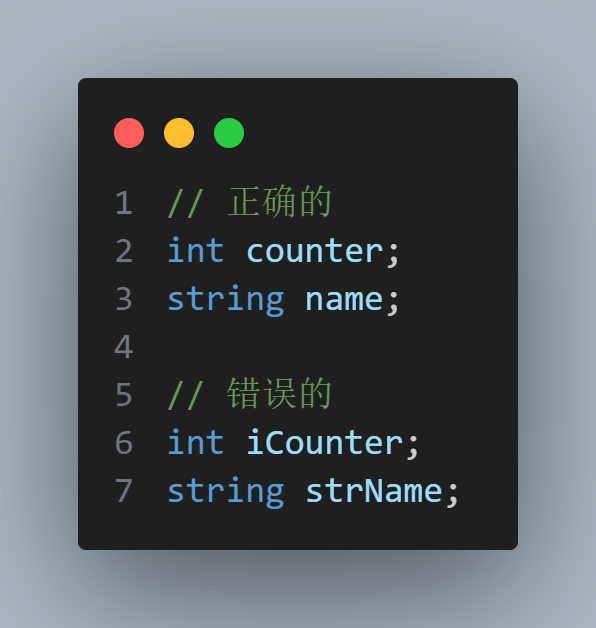 1 // 正确的
2 int counter;
3 string name;
4
5 // 错误的
6 int iCounter;
7 string strName;